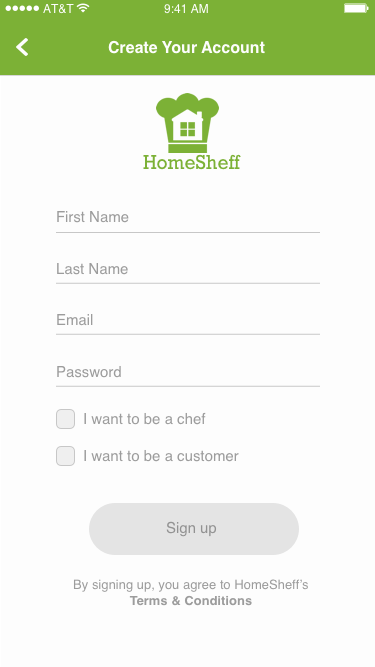 AT&T 9:41 AM
Create Your Account
HomeSheff
First Name
Last Name
Email
Password
I want to be a chef
I want to be a customer
Sign up
By signing up, you agree to HomeSheff's
Terms & Conditions